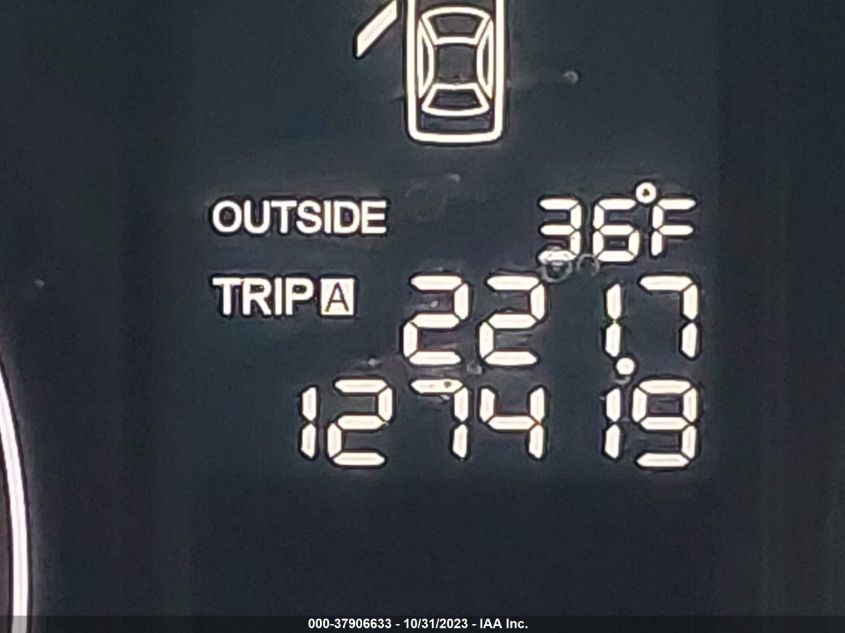 OUTSIDE 36°F
TRIP A 221.7
127419
000-37906633 - 10/31/2023 - IAA Inc.